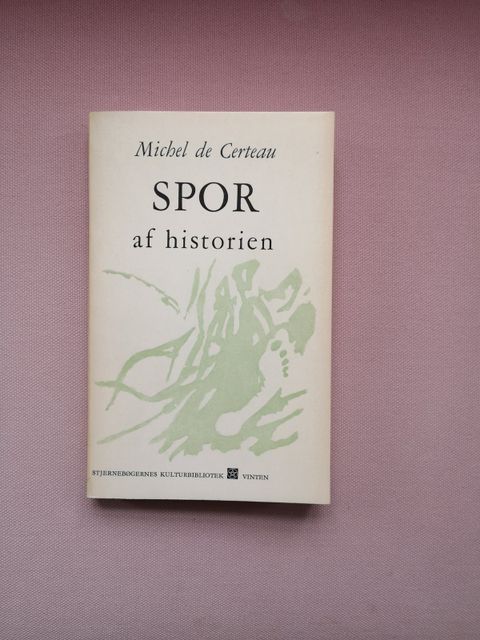 Michel de Certeau
SPOR
af historien
STJERNEBØGERNES KULTURBIBLIOTEK VINTEN